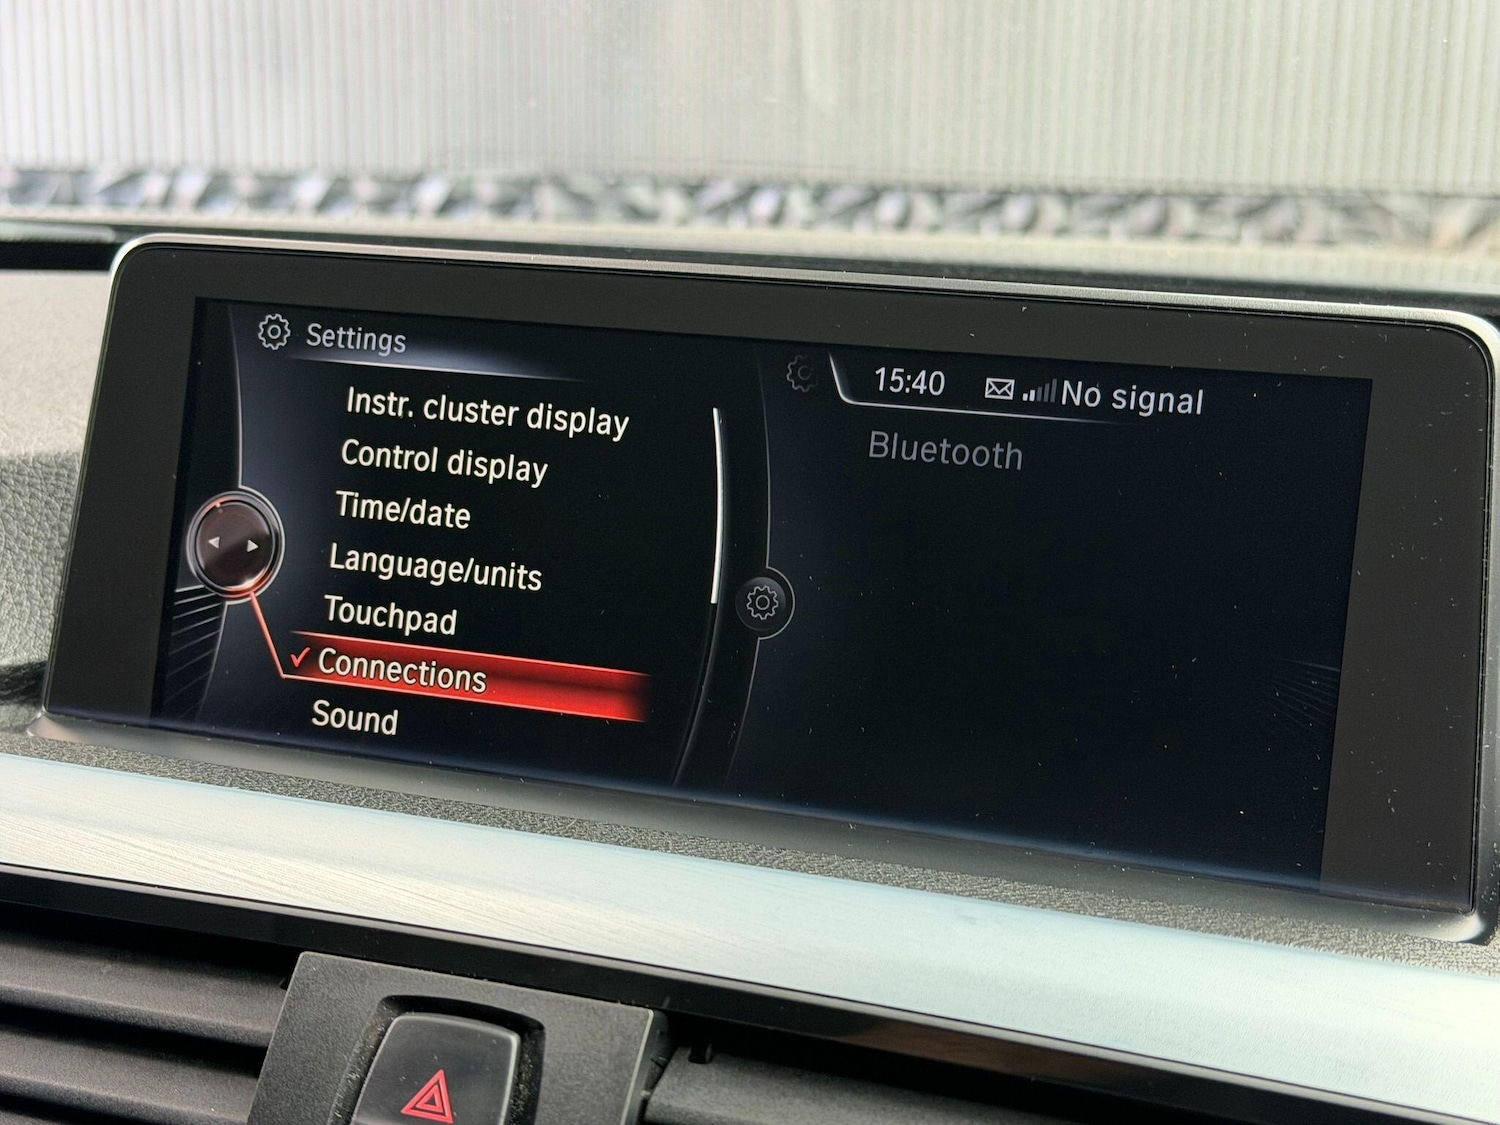 Settings
Instr. cluster display
Control display
Time/date
Language/units
Touchpad
Connections
Sound
15:40 No signal
Bluetooth